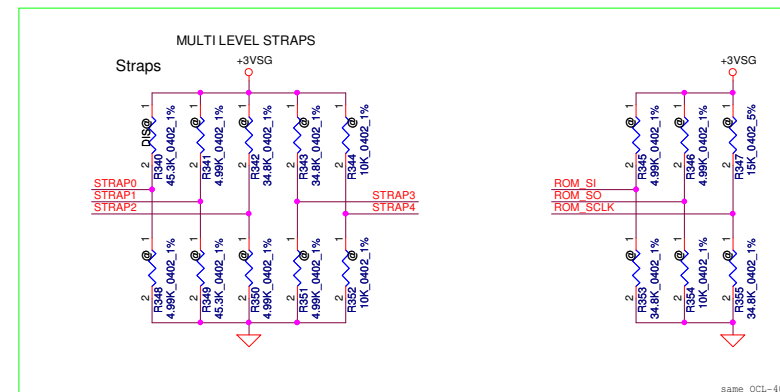 MULTI LEVEL STRAPS
Straps
+3VSG
+3VSG
1 @ DIS@ 2 R340 45.3K_0402_1%
1 @ 2 R341 4.99K_0402_1%
1 @ 2 R342 34.8K_0402_1%
1 @ 2 R343 34.8K_0402_1%
1 @ 2 R344 10K_0402_1%
1 @ 2 R345 4.99K_0402_1%
1 @ 2 R346 4.99K_0402_1%
1 @ 2 R347 15K_0402_5%
STRAP0
STRAP1
STRAP2
STRAP3
STRAP4
ROM_SI
ROM_SO
ROM_SCLK
1 @ 2 R348 4.99K_0402_1%
1 @ 2 R349 45.3K_0402_1%
1 @ 2 R350 4.99K_0402_1%
1 @ 2 R351 4.99K_0402_1%
1 @ 2 R352 10K_0402_1%
1 @ 2 R353 34.8K_0402_1%
1 @ 2 R354 10K_0402_1%
1 @ 2 R355 34.8K_0402_1%
same OCL-4